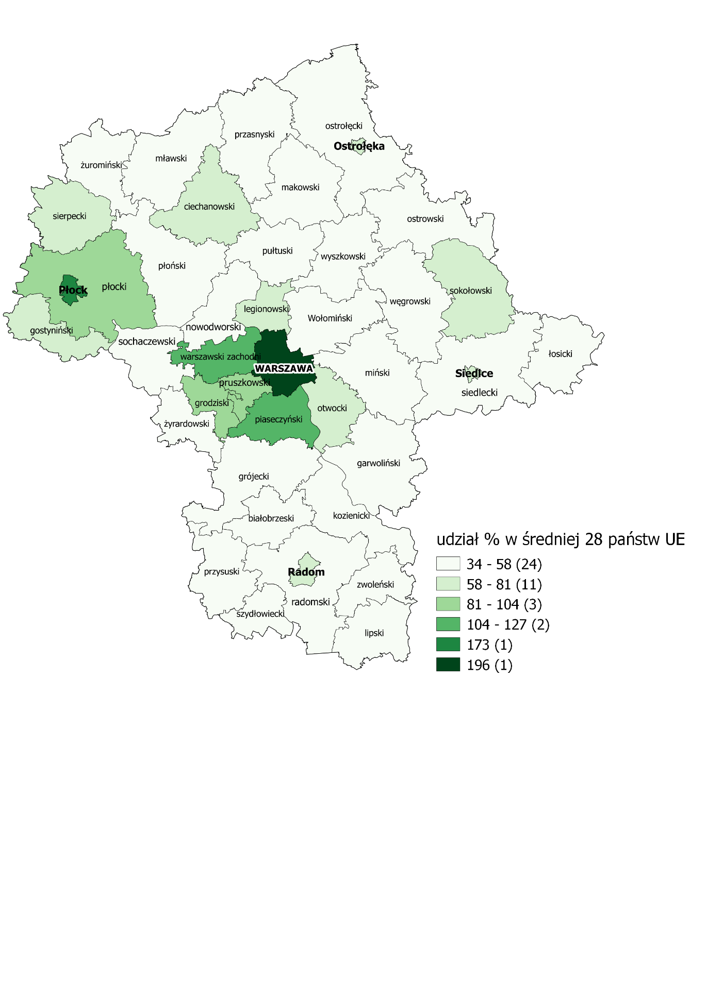 ostrołęcki
przasnyski
Ostrołęka
mławski
żuromiński
makowski
ciechanowski
sierpecki
ostrowski
pułtuski
wyszkowski
płoński
płocki
Płock
sokołowski
węgrowski
legionowski
Wołomiński
nowodworski
gostyniński
sochaczewski
łosicki
warszawski zachodni
WARSZAWA
miński
Siedlce
pruszkowski
siedlecki
grodziski
otwocki
piaseczyński
żyrardowski
garwoliński
grójecki
kozienicki
białobrzeski
udział % w średniej 28 państw UE
34 - 58 (24)
58 - 81 (11)
81 - 104 (3)
104 - 127 (2)
173 (1)
196 (1)
przysuski
Radom
zwoleński
radomski
szydłowiecki
lipski